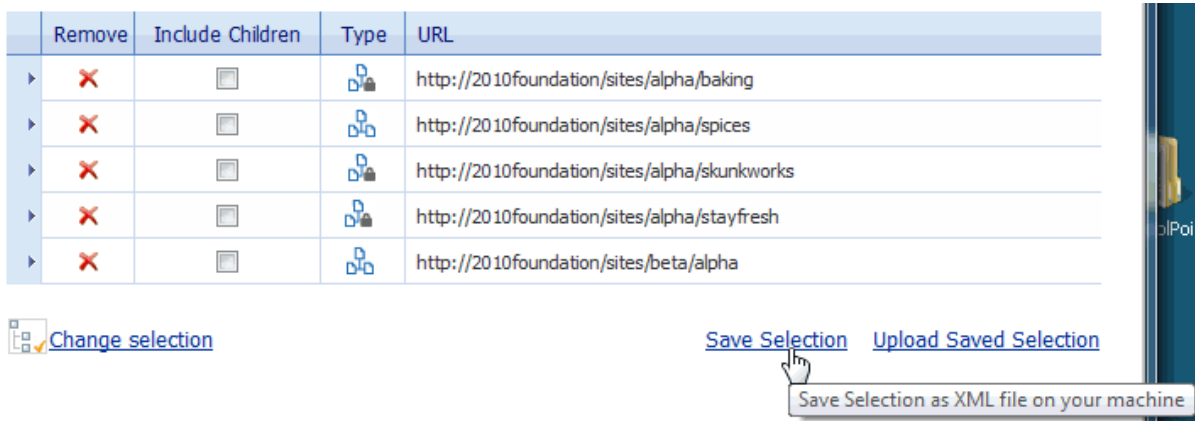 Remove Include Children Type URL
http://2010foundation/sites/alpha/baking
http://2010foundation/sites/alpha/spices
http://2010foundation/sites/alpha/skunkworks
http://2010foundation/sites/alpha/stayfresh
olPoi
http://2010foundation/sites/beta/alpha
Change selection Save Selection Upload Saved Selection
Save Selection as XML file on your machine